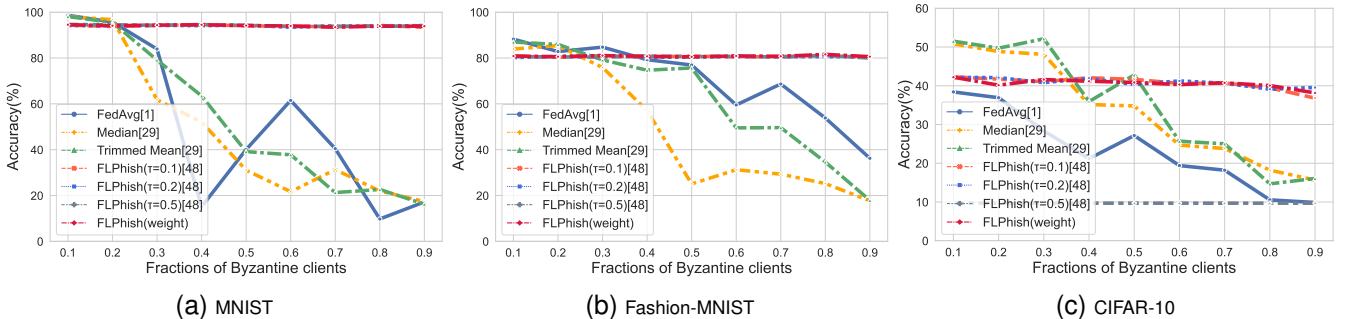 100
80
60
40
20
0
Accuracy(%)
FedAvg[1]
Median[29]
Trimmed Mean[29]
FLPhish(τ=0.1)[48]
FLPhish(τ=0.2)[48]
FLPhish(τ=0.5)[48]
FLPhish(weight)
0.1 0.2 0.3 0.4 0.5 0.6 0.7 0.8 0.9
Fractions of Byzantine clients
(a) MNIST
100
80
60
40
20
0
Accuracy(%)
FedAvg[1]
Median[29]
Trimmed Mean[29]
FLPhish(τ=0.1)[48]
FLPhish(τ=0.2)[48]
FLPhish(τ=0.5)[48]
FLPhish(weight)
0.1 0.2 0.3 0.4 0.5 0.6 0.7 0.8 0.9
Fractions of Byzantine clients
(b) Fashion-MNIST
60
50
40
30
20
10
0
Accuracy(%)
FedAvg[1]
Median[29]
Trimmed Mean[29]
FLPhish(τ=0.1)[48]
FLPhish(τ=0.2)[48]
FLPhish(τ=0.5)[48]
FLPhish(weight)
0.1 0.2 0.3 0.4 0.5 0.6 0.7 0.8 0.9
Fractions of Byzantine clients
(c) CIFAR-10